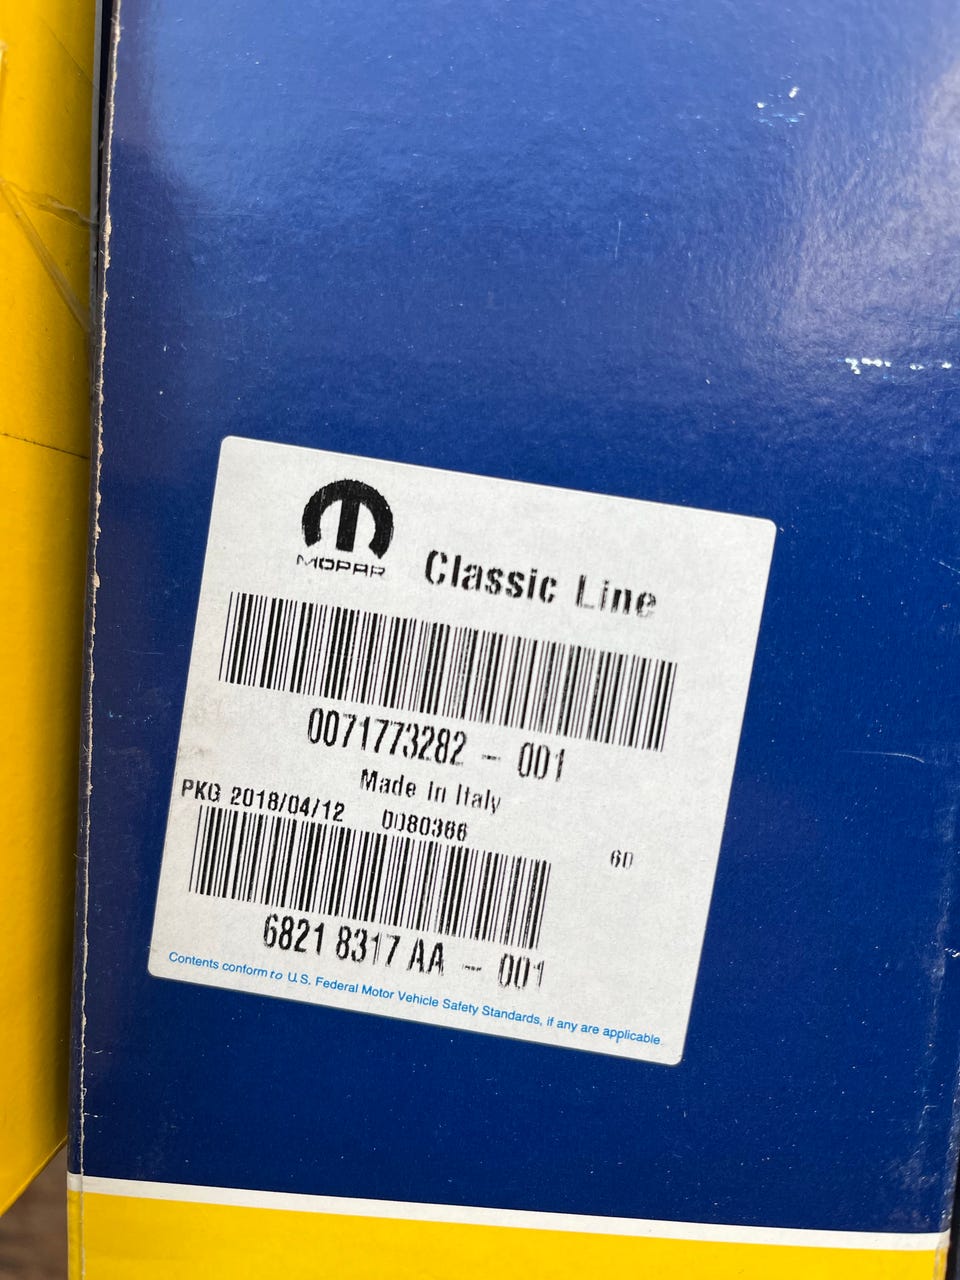 MOPAR
Classic Line
0071773282 - 001
Made in Italy
PKG 2018/04/12 0080366
60
6821 8317 AA - 001
Contents conform to U.S. Federal Motor Vehicle Safety Standards, if any are applicable